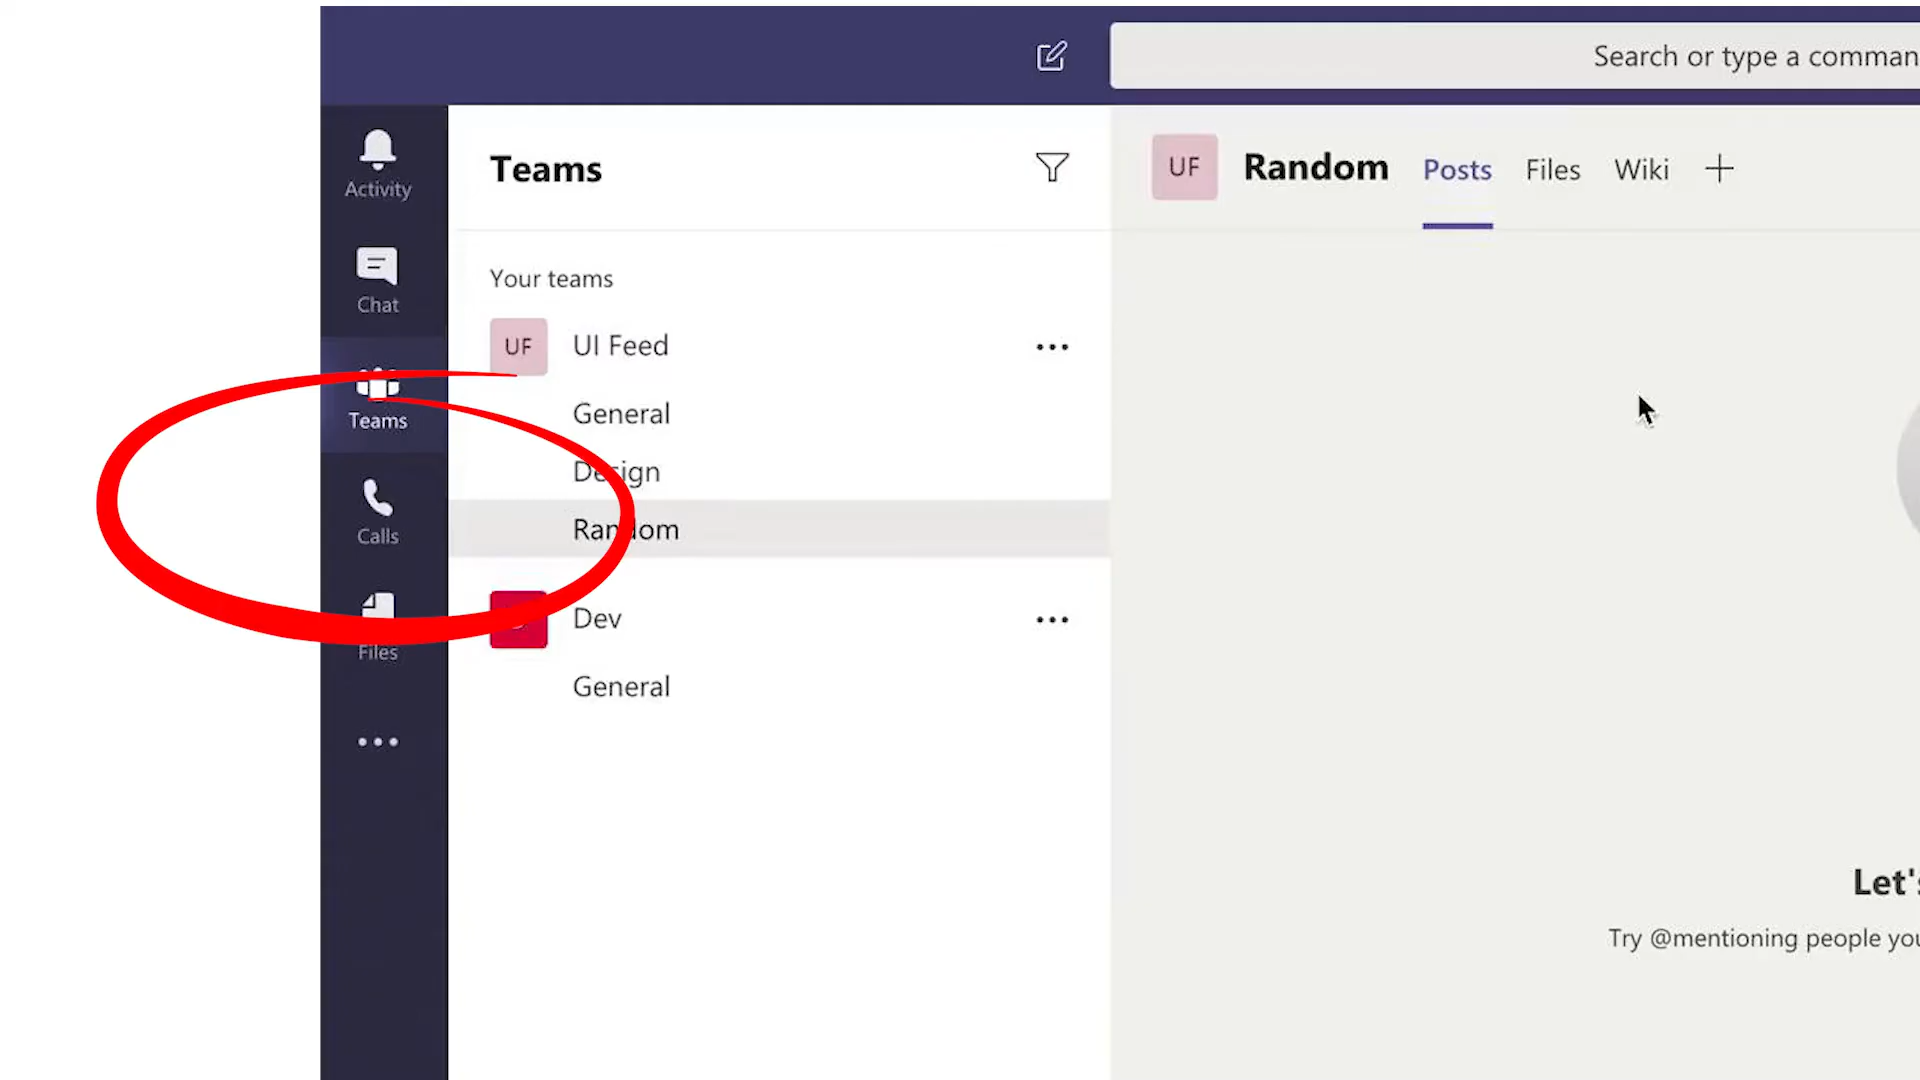 Search or type a comman
Activity
Chat
Teams
Calls
Files
Teams
Your teams
UF UI Feed
General
Design
Random
Dev
General
UF Random Posts Files Wiki
Let's
Try @mentioning people you